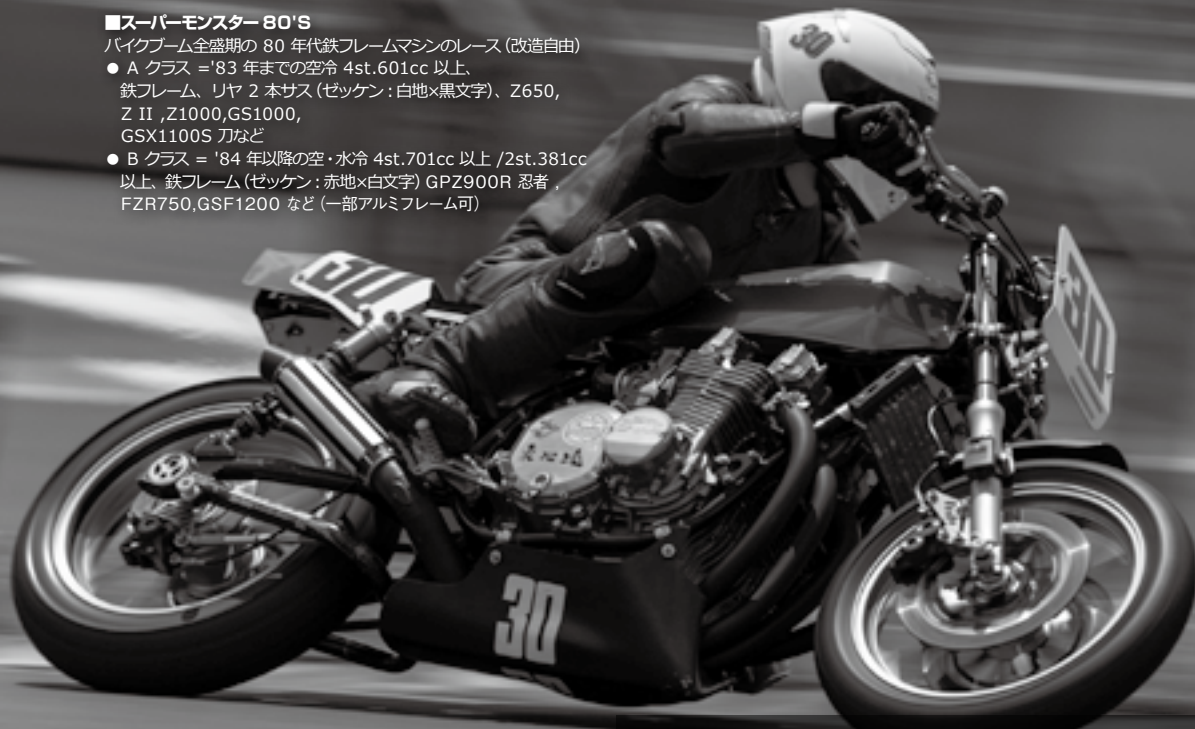 ■スーパーモンスター80'S
バイクブーム全盛期の 80 年代鉄フレームマシンのレース（改造自由）
● A クラス ='83 年までの空冷 4st.601cc 以上、
鉄フレーム、リヤ 2 本サス（ゼッケン：白地×黒文字）、Z650,
Z II ,Z1000,GS1000,
GSX1100S 刀など
● B クラス = '84 年以降の空・水冷 4st.701cc 以上 /2st.381cc
以上、鉄フレーム（ゼッケン：赤地×白文字）GPZ900R 忍者 ,
FZR750,GSF1200 など（一部アルミフレーム可）
30
30
30
30